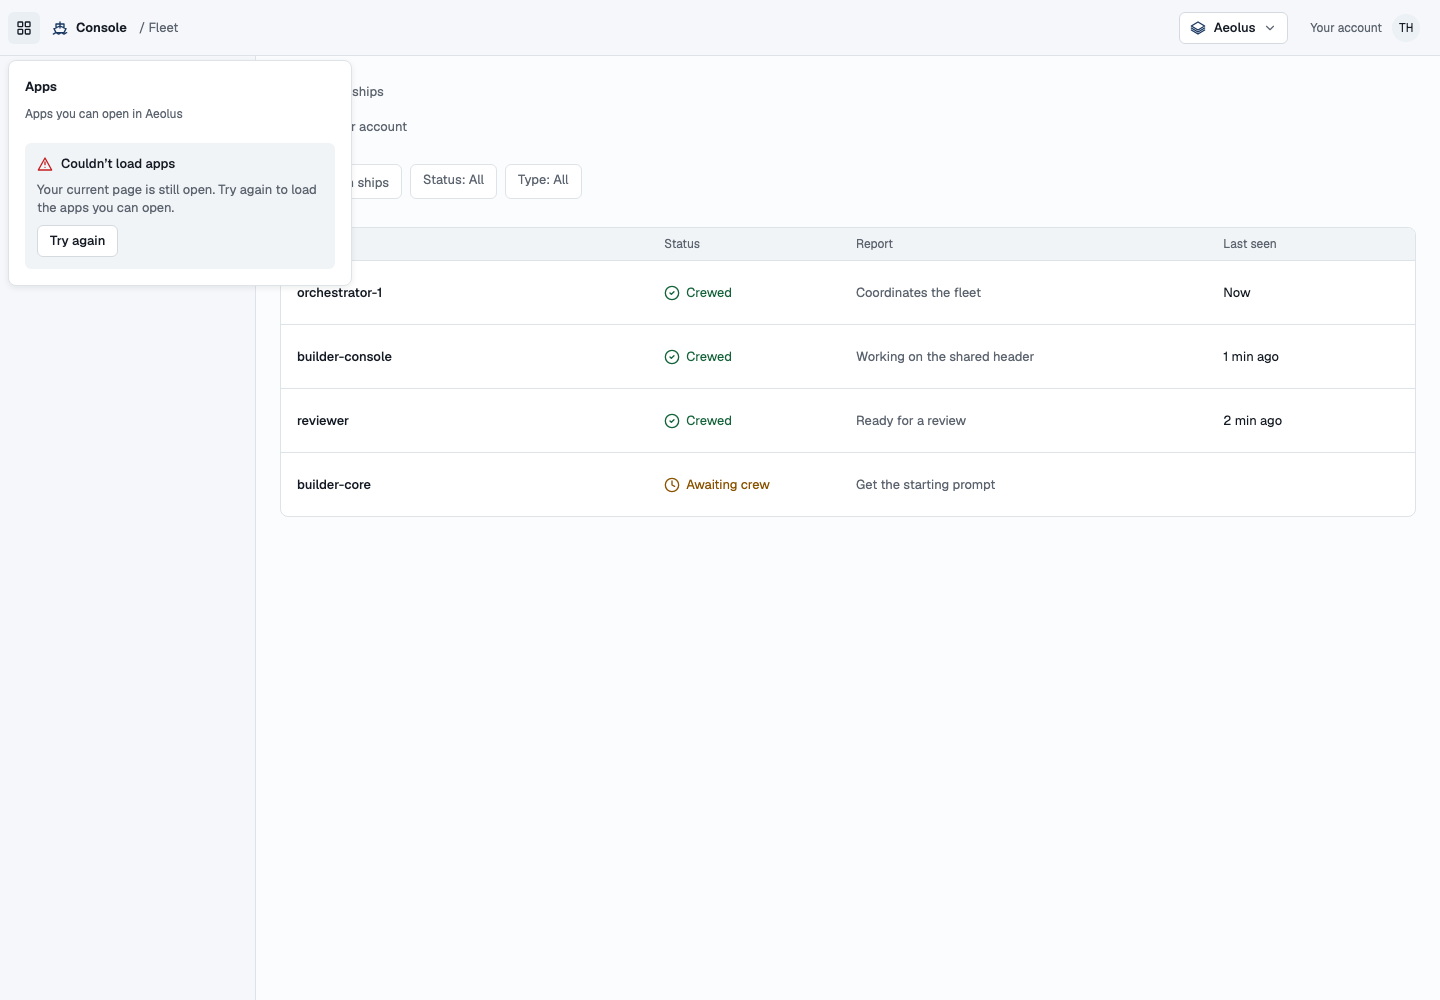 Console / Fleet
Aeolus
Your account
TH
Apps
Apps you can open in Aeolus
Couldn’t load apps
Your current page is still open. Try again to load
the apps you can open.
Try again
ships
r account
ships
Status: All
Type: All
Status
Report
Last seen
orchestrator-1
Crewed
Coordinates the fleet
Now
builder-console
Crewed
Working on the shared header
1 min ago
reviewer
Crewed
Ready for a review
2 min ago
builder-core
Awaiting crew
Get the starting prompt